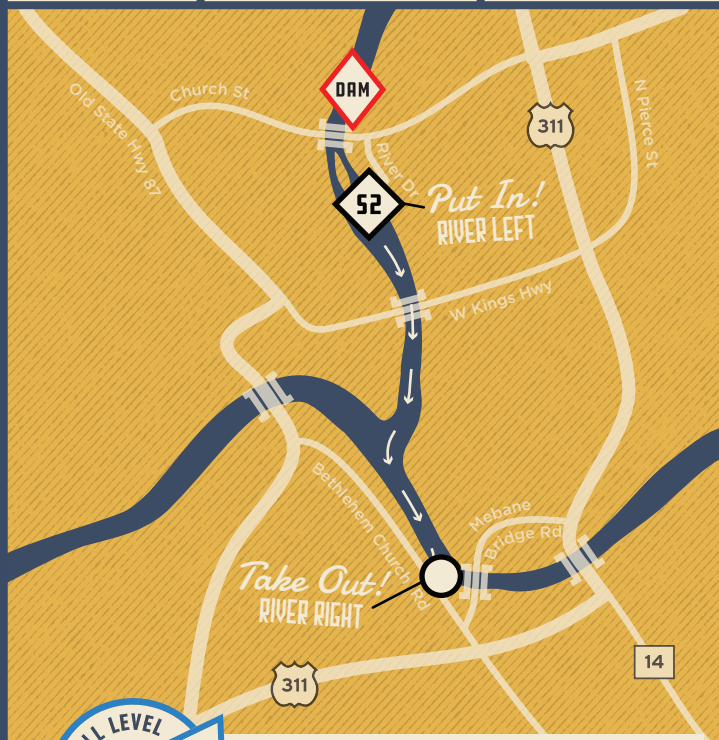 DAM
Church St
Old State Hwy 87
N Pierce St
311
River Dr
52
Put In!
RIVER LEFT
W Kings Hwy
Mebane
Bridge Rd
Bethlehem Church Rd
Take Out!
RIVER RIGHT
14
311
LEVEL